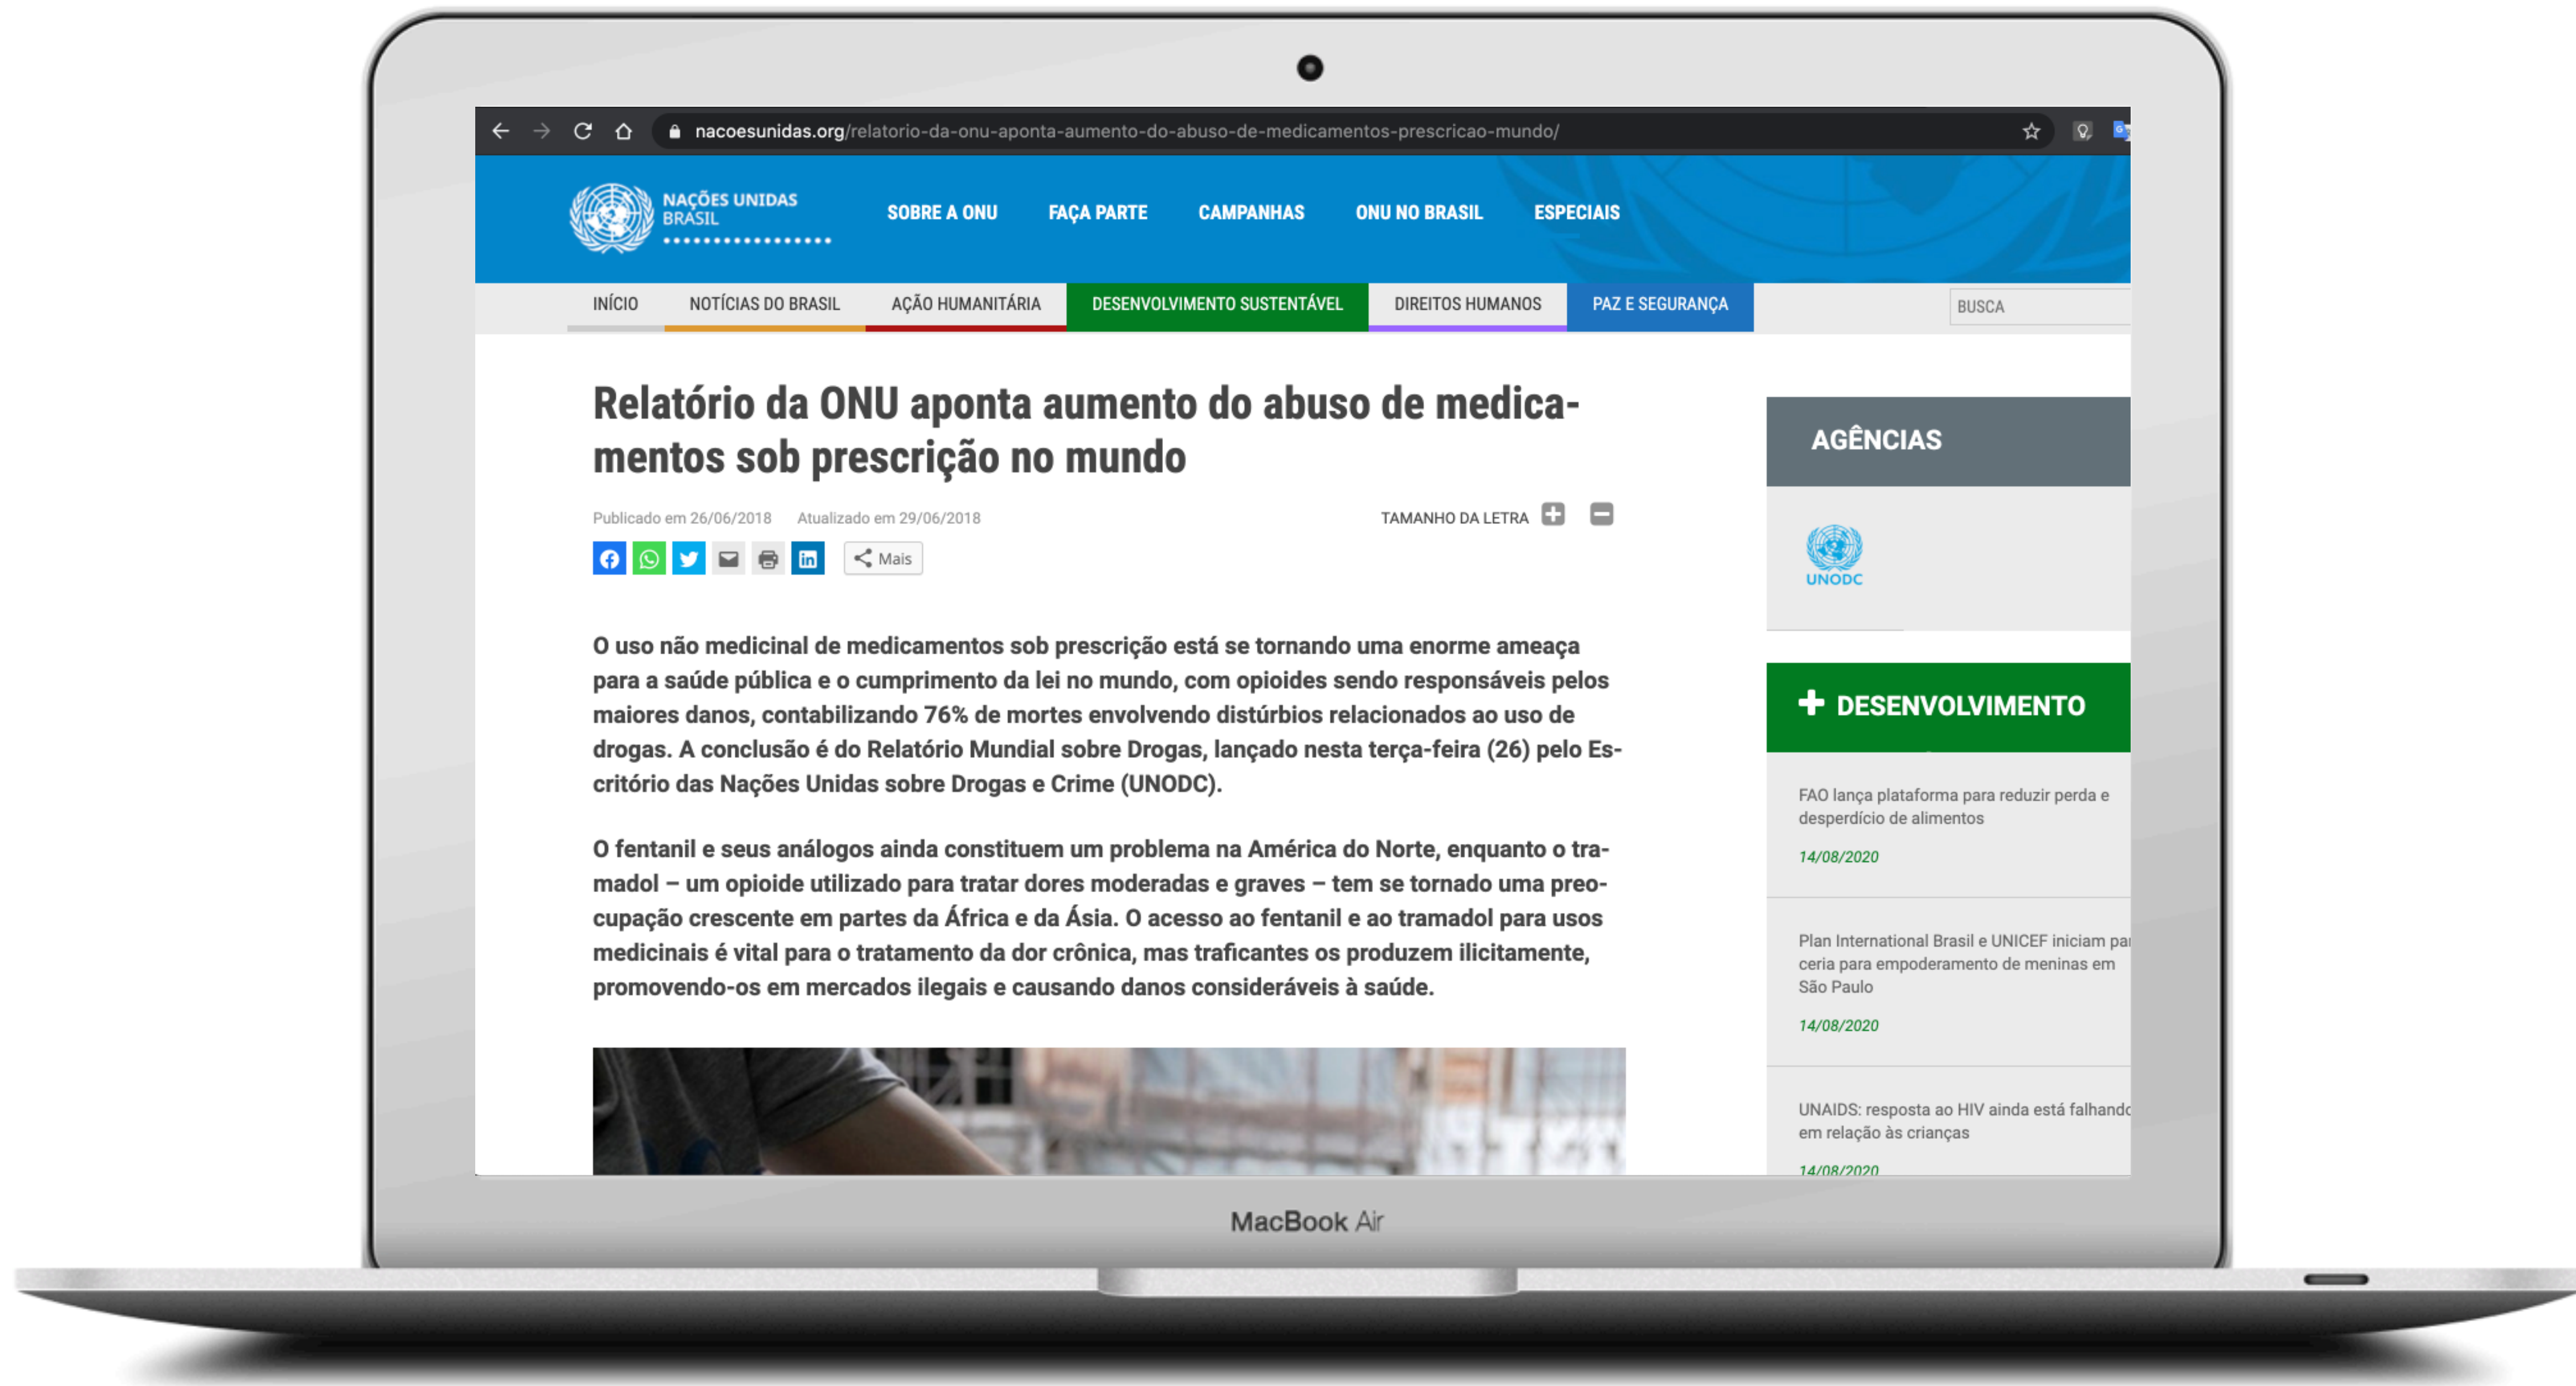 nacoesunidas.org/relatorio-da-onu-aponta-aumento-do-abuso-de-medicamentos-prescricao-mundo/
NAÇÕES UNIDAS
BRASIL
SOBRE A ONU FAÇA PARTE CAMPANHAS ONU NO BRASIL ESPECIAIS
INÍCIO NOTÍCIAS DO BRASIL AÇÃO HUMANITÁRIA DESENVOLVIMENTO SUSTENTÁVEL DIREITOS HUMANOS PAZ E SEGURANÇA BUSCA
Relatório da ONU aponta aumento do abuso de medica-
mentos sob prescrição no mundo
Publicado em 26/06/2018 Atualizado em 29/06/2018 TAMANHO DA LETRA
Mais
O uso não medicinal de medicamentos sob prescrição está se tornando uma enorme ameaça
para a saúde pública e o cumprimento da lei no mundo, com opioides sendo responsáveis pelos
maiores danos, contabilizando 76% de mortes envolvendo distúrbios relacionados ao uso de
drogas. A conclusão é do Relatório Mundial sobre Drogas, lançado nesta terça-feira (26) pelo Es-
critório das Nações Unidas sobre Drogas e Crime (UNODC).
O fentanil e seus análogos ainda constituem um problema na América do Norte, enquanto o tra-
madol – um opioide utilizado para tratar dores moderadas e graves – tem se tornado uma preo-
cupação crescente em partes da África e da Ásia. O acesso ao fentanil e ao tramadol para usos
medicinais é vital para o tratamento da dor crônica, mas traficantes os produzem ilicitamente,
promovendo-os em mercados ilegais e causando danos consideráveis à saúde.
AGÊNCIAS
UNODC
DESENVOLVIMENTO
FAO lança plataforma para reduzir perda e
desperdício de alimentos
14/08/2020
Plan International Brasil e UNICEF iniciam par
ceria para empoderamento de meninas em
São Paulo
14/08/2020
UNAIDS: resposta ao HIV ainda está falhando
em relação às crianças
14/08/2020
MacBook Air